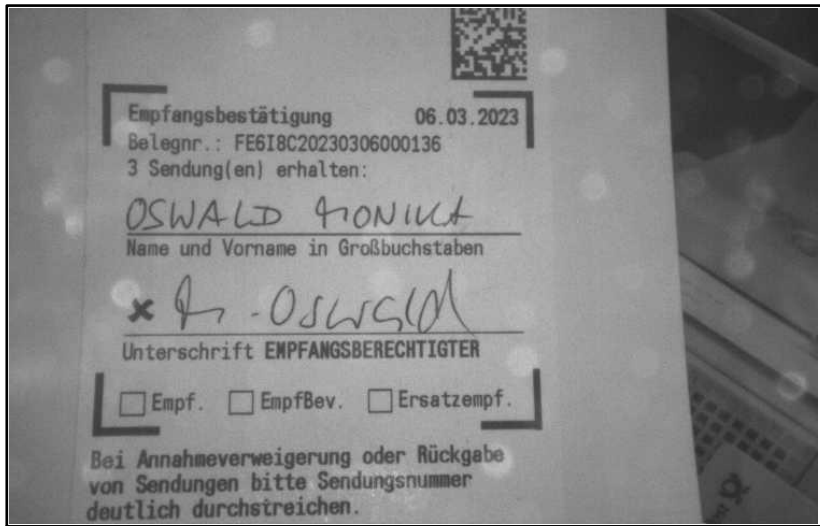 Empfangsbestätigung 06.03.2023
Belegnr.: FE6I8C20230306000136
3 Sendung(en) erhalten:
OSWALD MONIKA
Name und Vorname in Großbuchstaben
x M. Oswald
Unterschrift EMPFANGSBERECHTIGTER
Empf. EmpfBev. Ersatzempf.
Bei Annahmeverweigerung oder Rückgabe
von Sendungen bitte Sendungsnummer
deutlich durchstreichen.